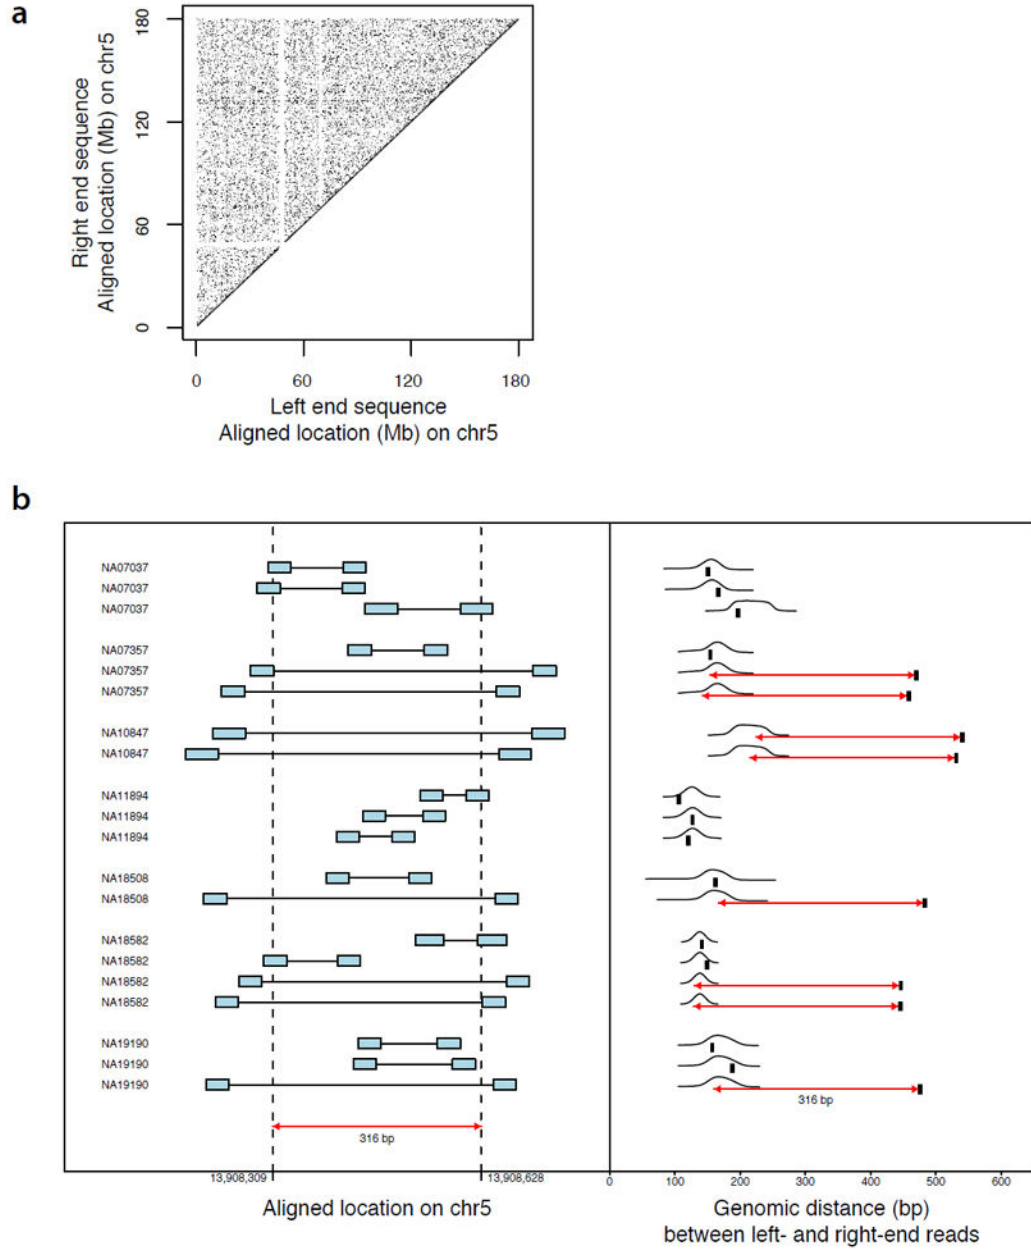 a
Right end sequence
Aligned location (Mb) on chr5
180
120
60
0
0 60 120 180
Left end sequence
Aligned location (Mb) on chr5
b
NA07037
NA07037
NA07037
NA07357
NA07357
NA07357
NA10847
NA10847
NA11894
NA11894
NA11894
NA18508
NA18508
NA18582
NA18582
NA18582
NA18582
NA19190
NA19190
NA19190
316 bp
13,908,309
13,908,628
Aligned location on chr5
316 bp
0 100 200 300 400 500 600
Genomic distance (bp)
between left- and right-end reads